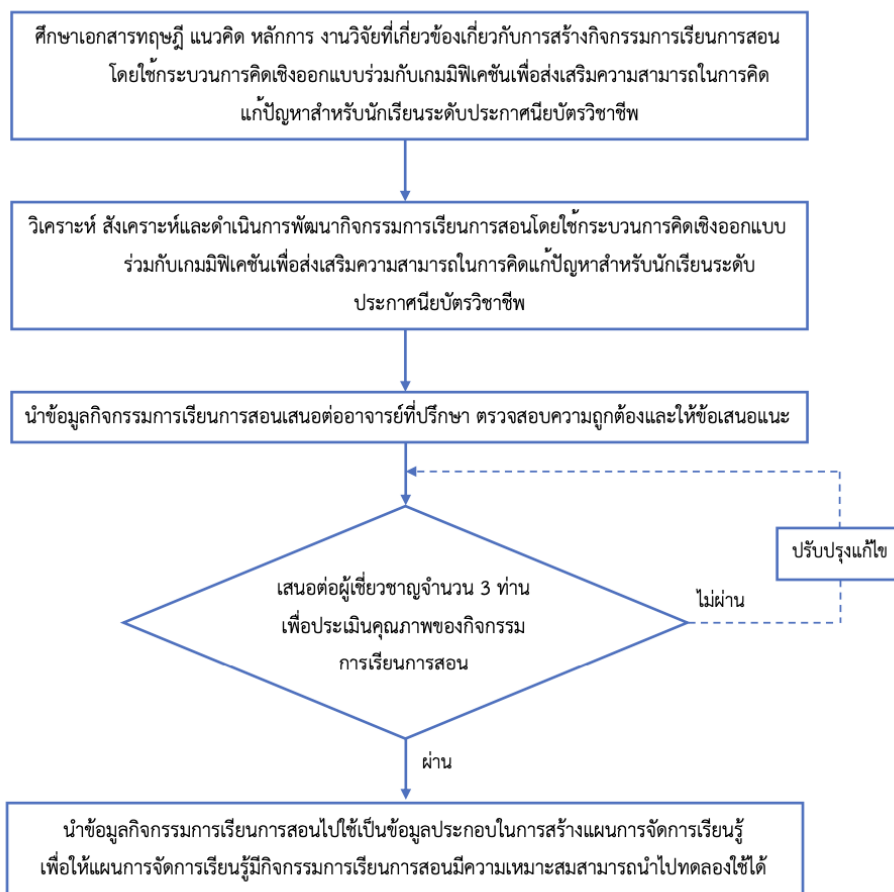 ศึกษาเอกสารทฤษฎี แนวคิด หลักการ งานวิจัยที่เกี่ยวข้องเกี่ยวกับการสร้างกิจกรรมการเรียนการสอน
โดยใช้กระบวนการคิดเชิงออกแบบร่วมกับเกมมิฟิเคชันเพื่อส่งเสริมความสามารถในการคิด
แก้ปัญหาสำหรับนักเรียนระดับประกาศนียบัตรวิชาชีพ
วิเคราะห์ สังเคราะห์และดำเนินการพัฒนากิจกรรมการเรียนการสอนโดยใช้กระบวนการคิดเชิงออกแบบ
ร่วมกับเกมมิฟิเคชันเพื่อส่งเสริมความสามารถในการคิดแก้ปัญหาสำหรับนักเรียนระดับ
ประกาศนียบัตรวิชาชีพ
นำข้อมูลกิจกรรมการเรียนการสอนเสนอต่ออาจารย์ที่ปรึกษา ตรวจสอบความถูกต้องและให้ข้อเสนอแนะ
ปรับปรุงแก้ไข
เสนอต่อผู้เชี่ยวชาญจำนวน 3 ท่าน
เพื่อประเมินคุณภาพของกิจกรรม
การเรียนการสอน
ไม่ผ่าน
ผ่าน
นำข้อมูลกิจกรรมการเรียนการสอนไปใช้เป็นข้อมูลประกอบในการสร้างแผนการจัดการเรียนรู้
เพื่อให้แผนการจัดการเรียนรู้มีกิจกรรมการเรียนการสอนมีความเหมาะสมสามารถนำไปทดลองใช้ได้